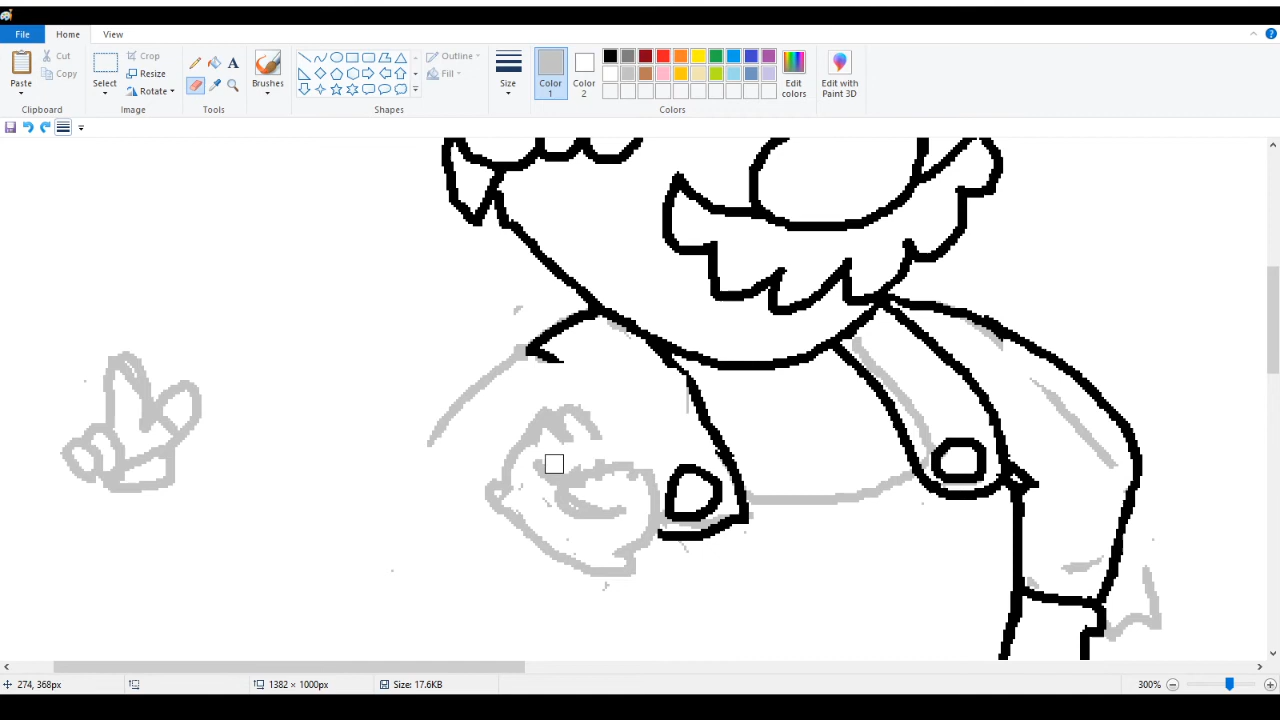 File Home View
Paste Cut Copy Clipboard
Select Crop Resize Rotate Image
Tools
Brushes
Outline Fill Shapes
Size
Color 1 Color 2 Edit colors Colors
Edit with Paint 3D
274, 368px 1382 × 1000px Size: 17.6KB 300%